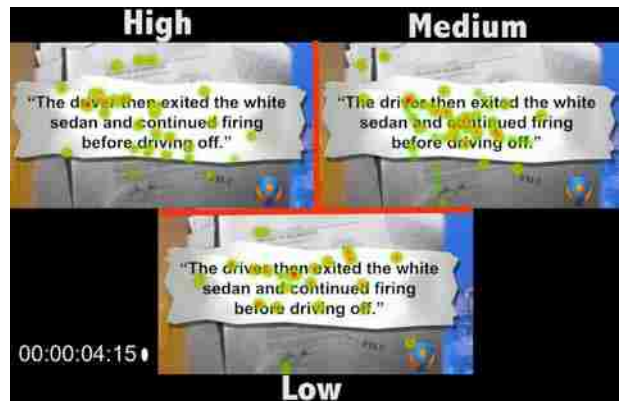 High
Medium
“The driver then exited the white
sedan and continued firing
before driving off.”
“The driver then exited the white
sedan and continued firing
before driving off.”
“The driver then exited the white
sedan and continued firing
before driving off.”
00:00:04:15
Low